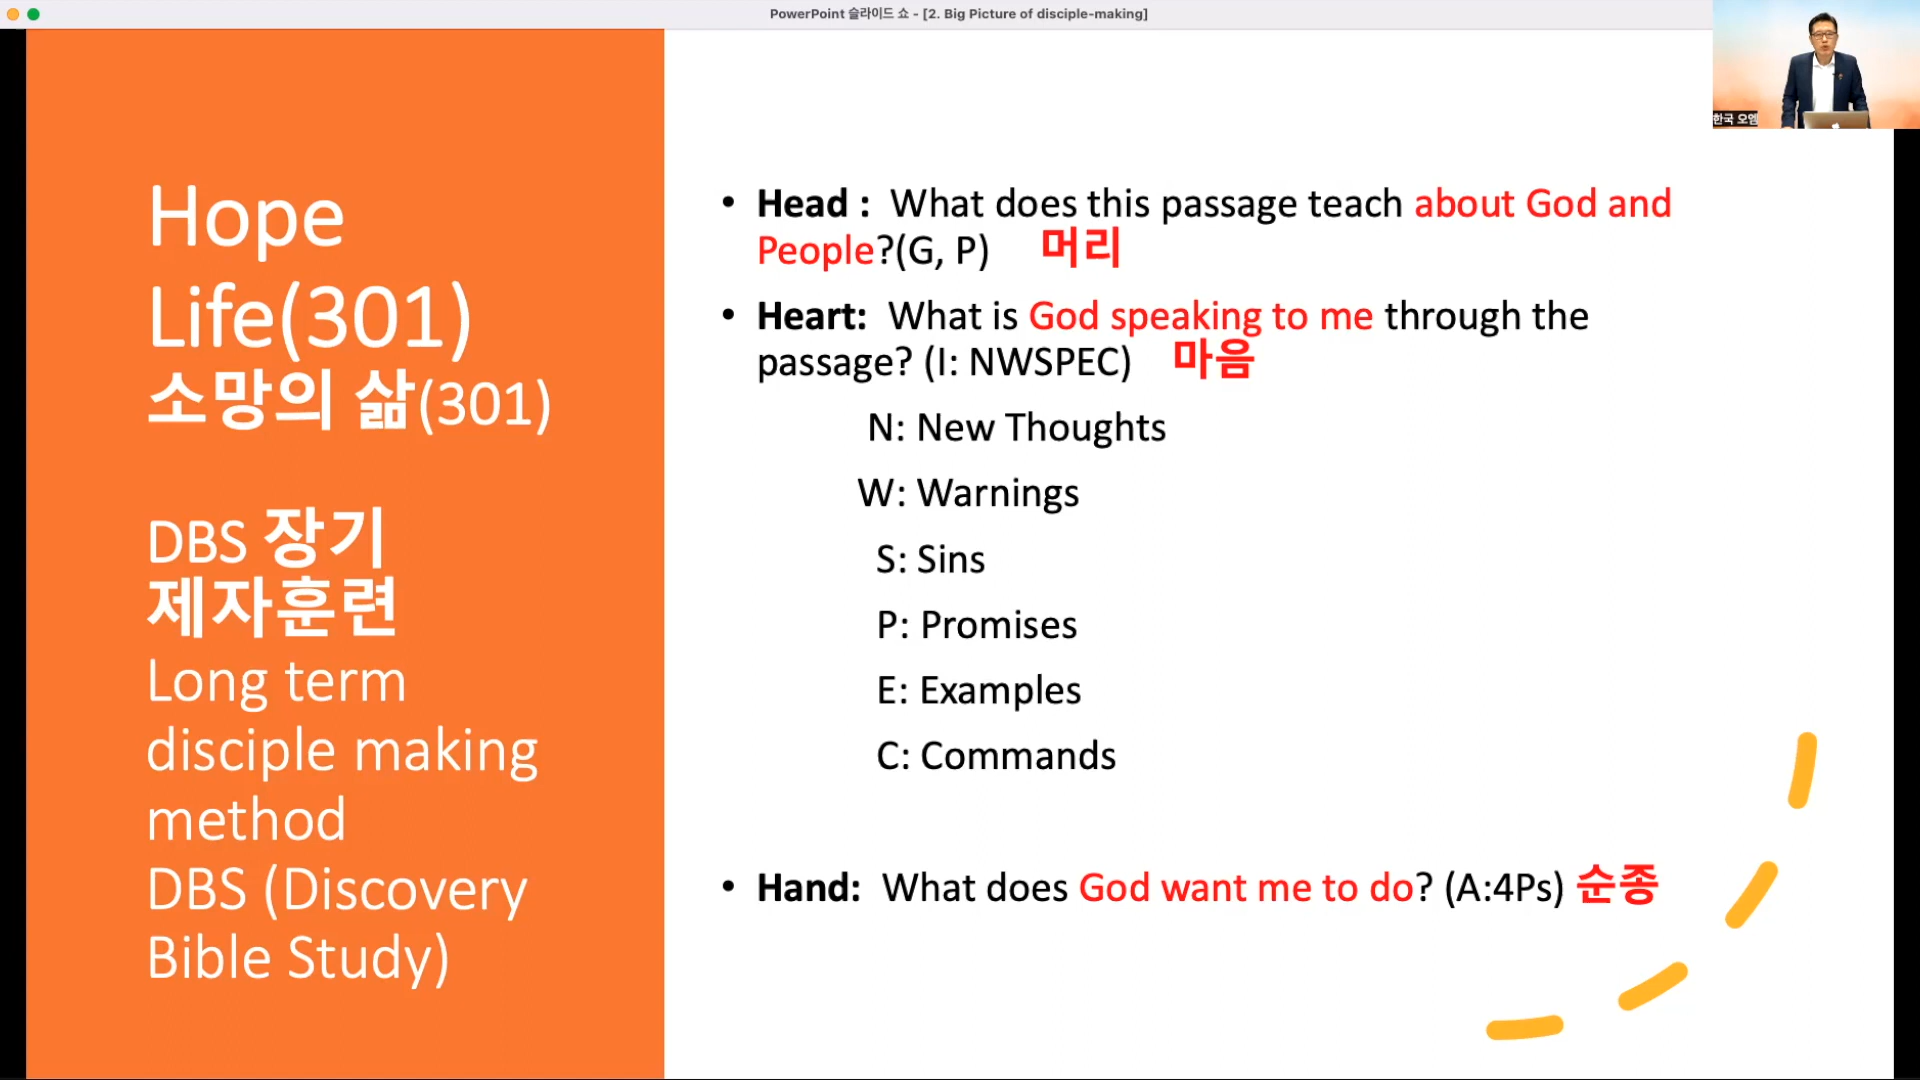 PowerPoint 슬라이드 쇼 - [2. Big Picture of disciple-making]
한국 오엠
Hope
Life(301)
소망의 삶(301)
DBS 장기
제자훈련
Long term
disciple making
method
DBS (Discovery
Bible Study)
• Head : What does this passage teach about God and
People?(G, P) 머리
• Heart: What is God speaking to me through the
passage? (I: NWSPEC) 마음
N: New Thoughts
W: Warnings
S: Sins
P: Promises
E: Examples
C: Commands
• Hand: What does God want me to do? (A:4Ps) 순종